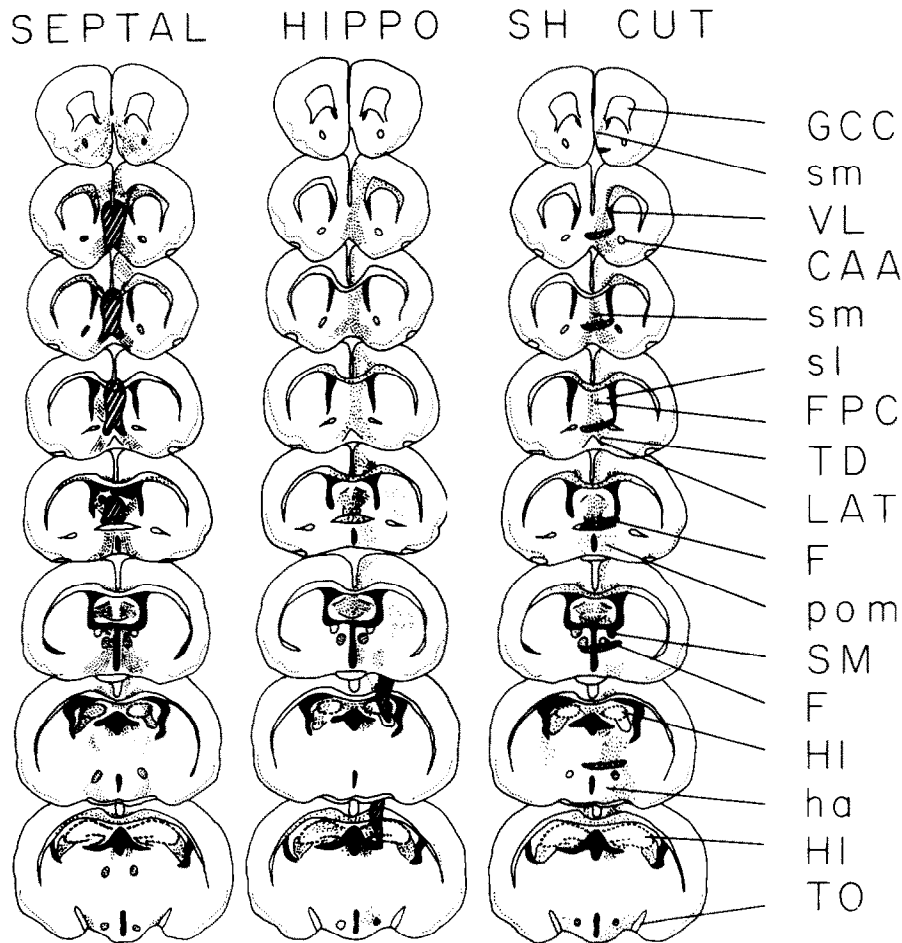 SEPTAL HIPPO SH CUT
GCC
sm
VL
CAA
sm
sl
FPC
TD
LAT
F
pom
SM
F
HI
ha
HI
TO